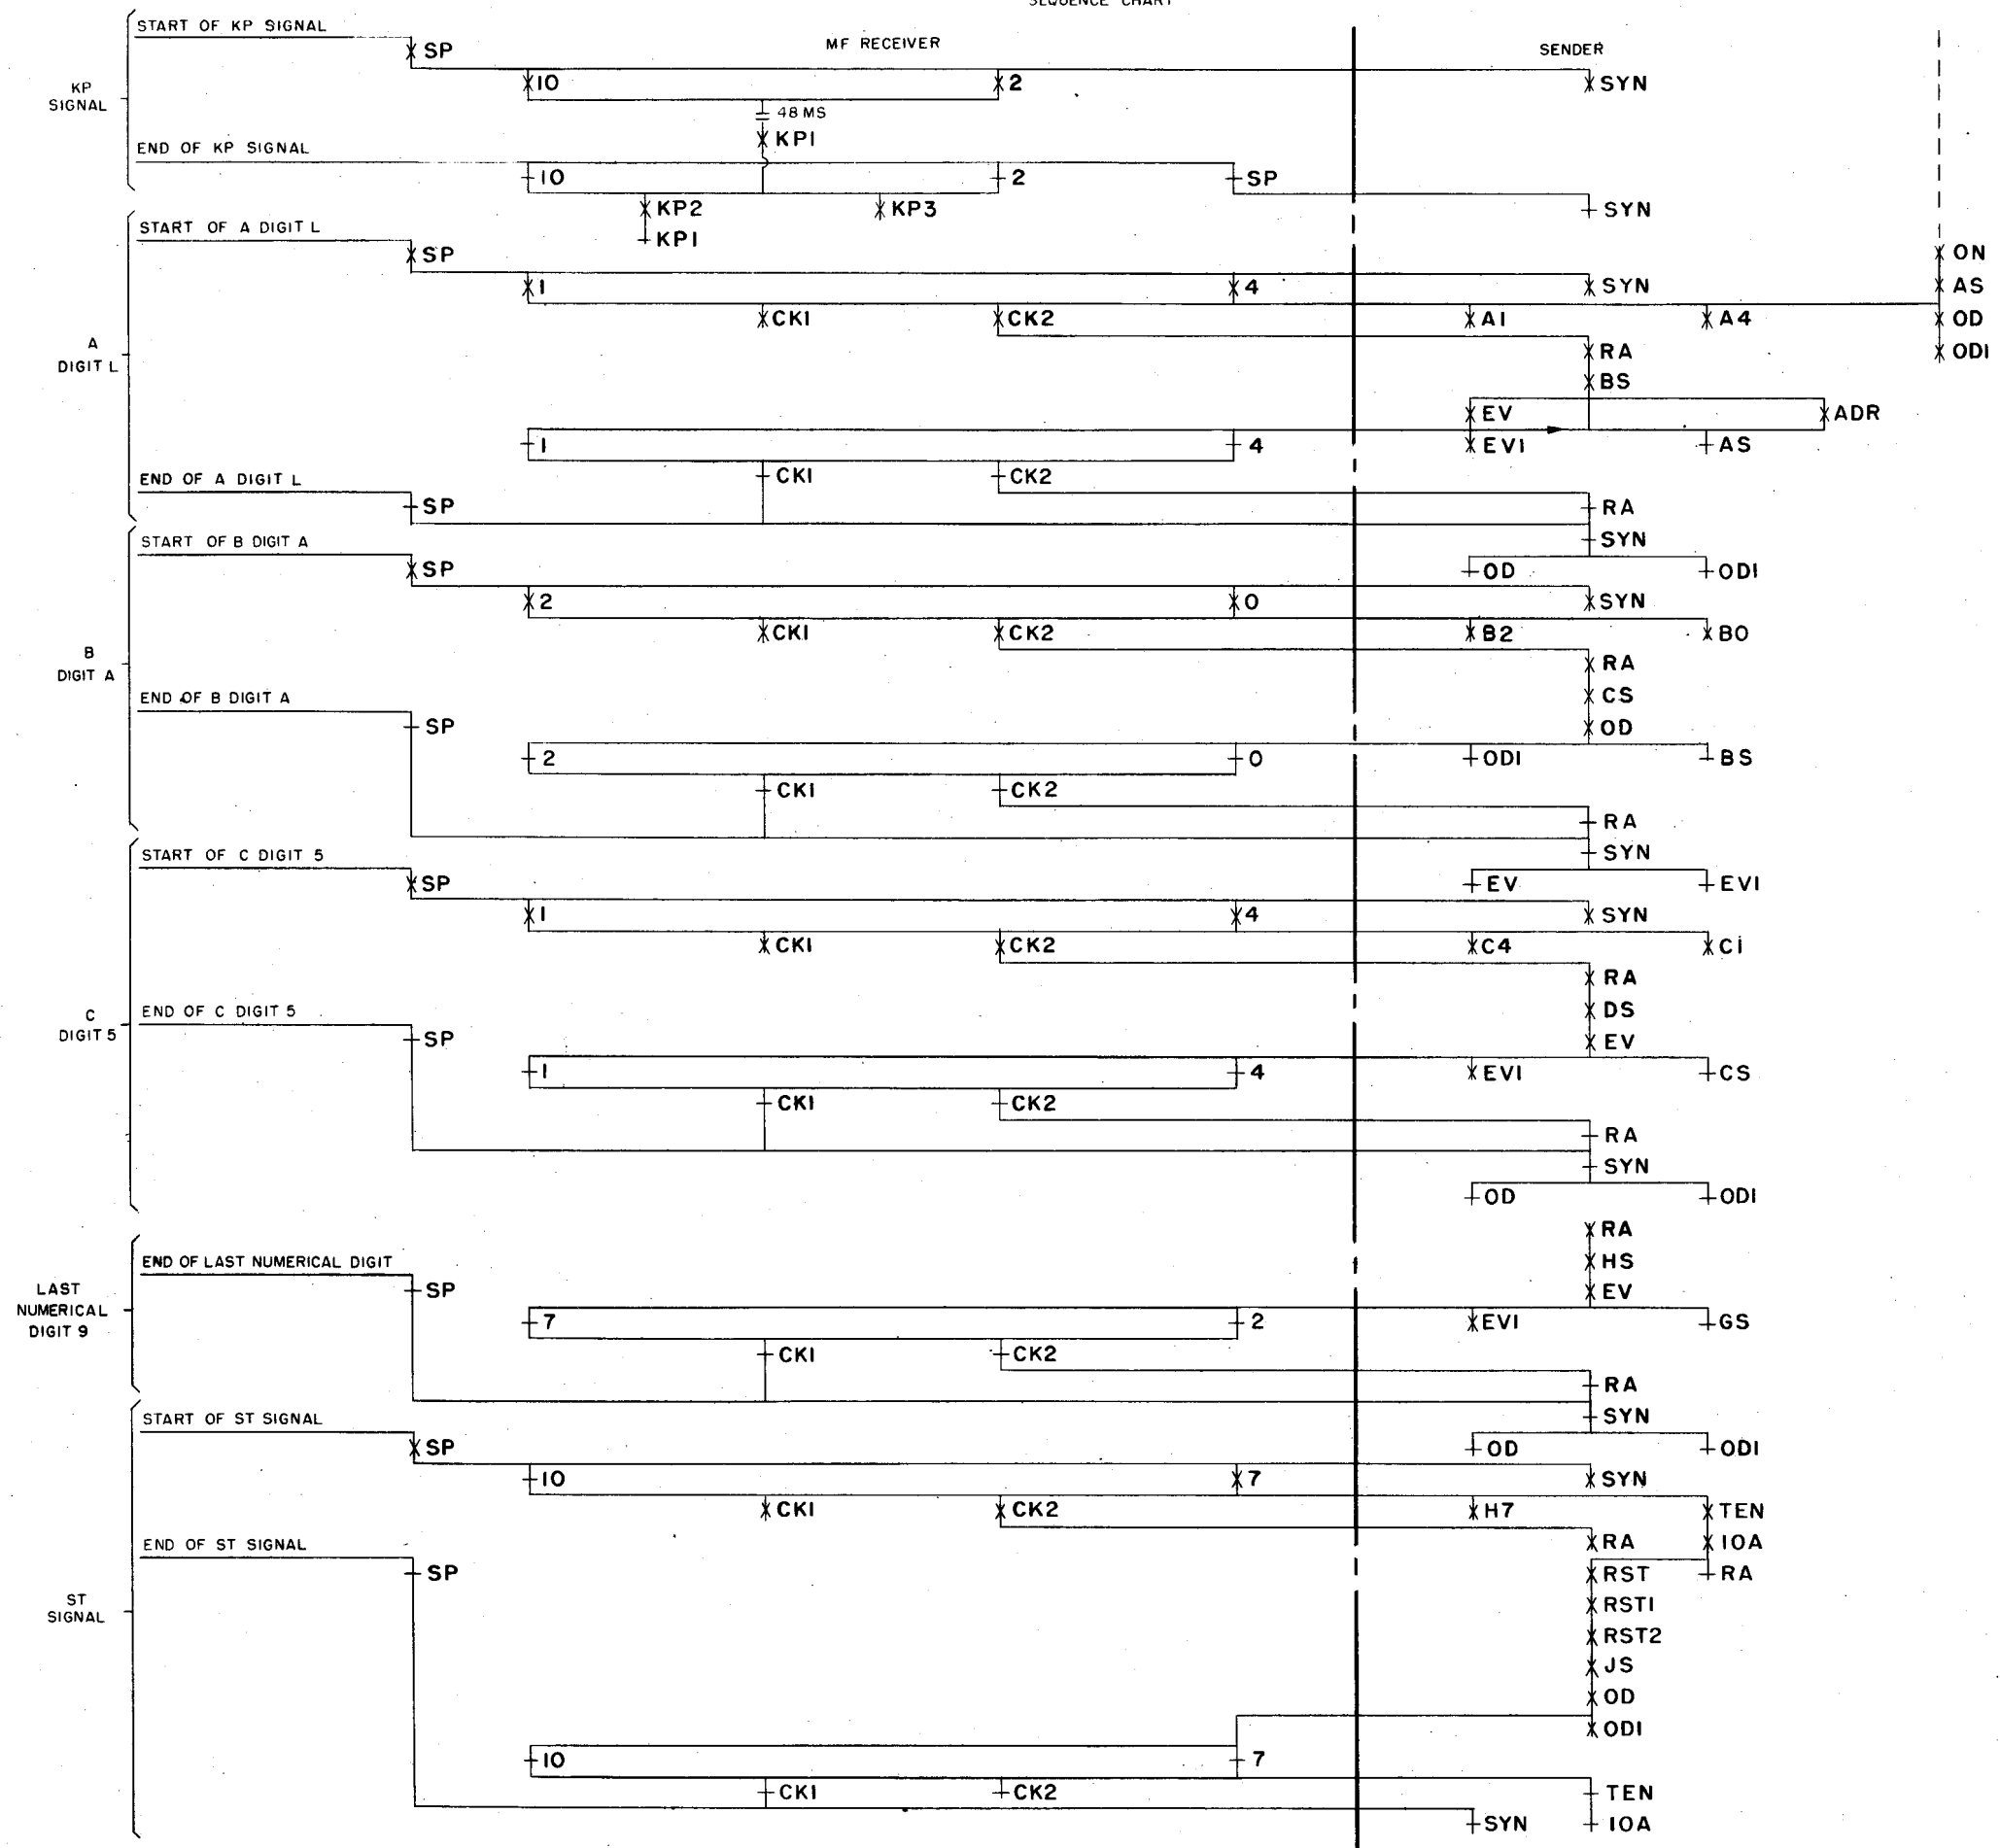 SEQUENCE CHART
START OF KP SIGNAL
SP
MF RECEIVER
SENDER
KP
SIGNAL
10
2
SYN
48 MS
KP1
END OF KP SIGNAL
10
2
SP
KP2
KP3
SYN
KP1
START OF A DIGIT L
SP
ON
1
4
SYN
AS
CK1
CK2
A1
A4
OD
A
DIGIT L
RA
OD1
BS
EV
ADR
1
4
EV1
AS
CK1
CK2
END OF A DIGIT L
SP
RA
SYN
START OF B DIGIT A
SP
OD
OD1
2
0
SYN
CK1
CK2
B2
B0
B
DIGIT A
RA
CS
END OF B DIGIT A
SP
OD
2
0
OD1
BS
CK1
CK2
RA
SYN
START OF C DIGIT 5
SP
EV
EV1
1
4
SYN
CK1
CK2
C4
C1
RA
C
DIGIT 5
END OF C DIGIT 5
DS
SP
EV
1
4
EV1
CS
CK1
CK2
RA
SYN
OD
OD1
RA
END OF LAST NUMERICAL DIGIT
HS
SP
EV
LAST
NUMERICAL
DIGIT 9
7
2
EV1
GS
CK1
CK2
RA
SYN
START OF ST SIGNAL
SP
OD
OD1
10
7
SYN
CK1
CK2
H7
TEN
END OF ST SIGNAL
RA
10A
SP
RST
RA
ST
SIGNAL
RST1
RST2
JS
OD
OD1
10
7
CK1
CK2
TEN
SYN
10A